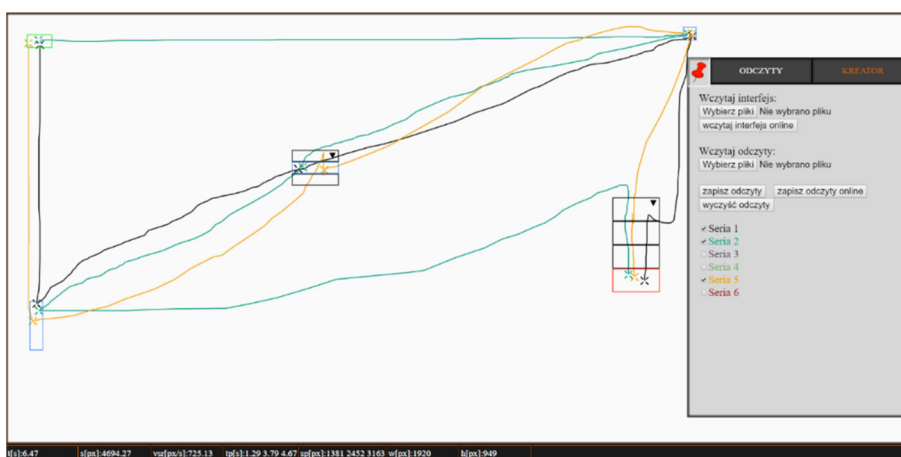 ODCZYTY KREATOR
Wczytaj interfejs:
Wybierz pliki Nie wybrano pliku
wczytaj interfejs online
Wczytaj odczyty:
Wybierz pliki Nie wybrano pliku
zapisz odczyty zapisz odczyty online
wyczyść odczyty
Seria 1
Seria 2
Seria 3
Seria 4
Seria 5
Seria 6
t[s]:6.47 s[px]:4694.27 vsr[px/s]:725.13 tp[s]:1.29 3.79 4.67 sp[px]:1381 2452 3163 w[px]:1920 h[px]:949